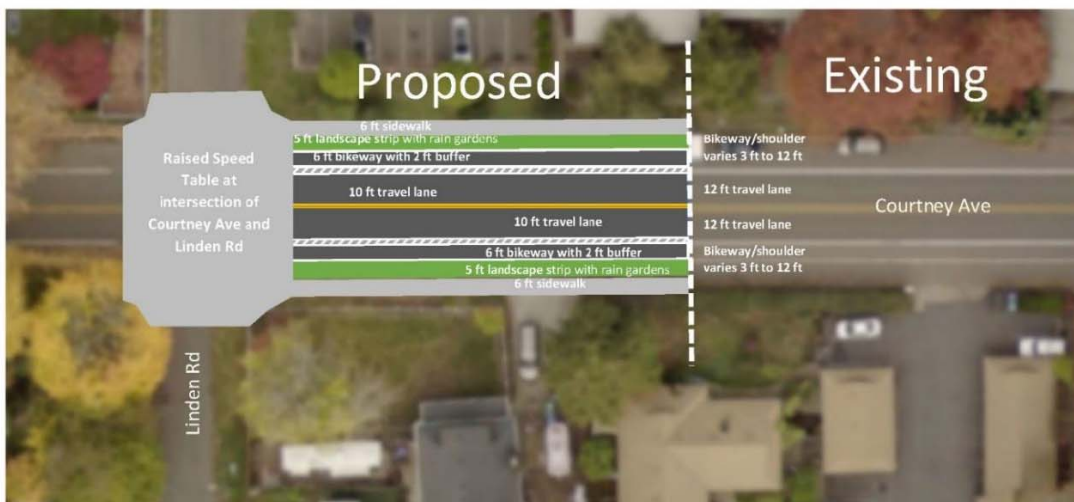 Proposed
Existing
6 ft sidewalk
5 ft landscape strip with rain gardens
6 ft bikeway with 2 ft buffer
10 ft travel lane
10 ft travel lane
6 ft bikeway with 2 ft buffer
5 ft landscape strip with rain gardens
6 ft sidewalk
Raised Speed
Table at
intersection of
Courtney Ave and
Linden Rd
Bikeway/shoulder
varies 3 ft to 12 ft
12 ft travel lane
Courtney Ave
12 ft travel lane
Bikeway/shoulder
varies 3 ft to 12 ft
Linden Rd